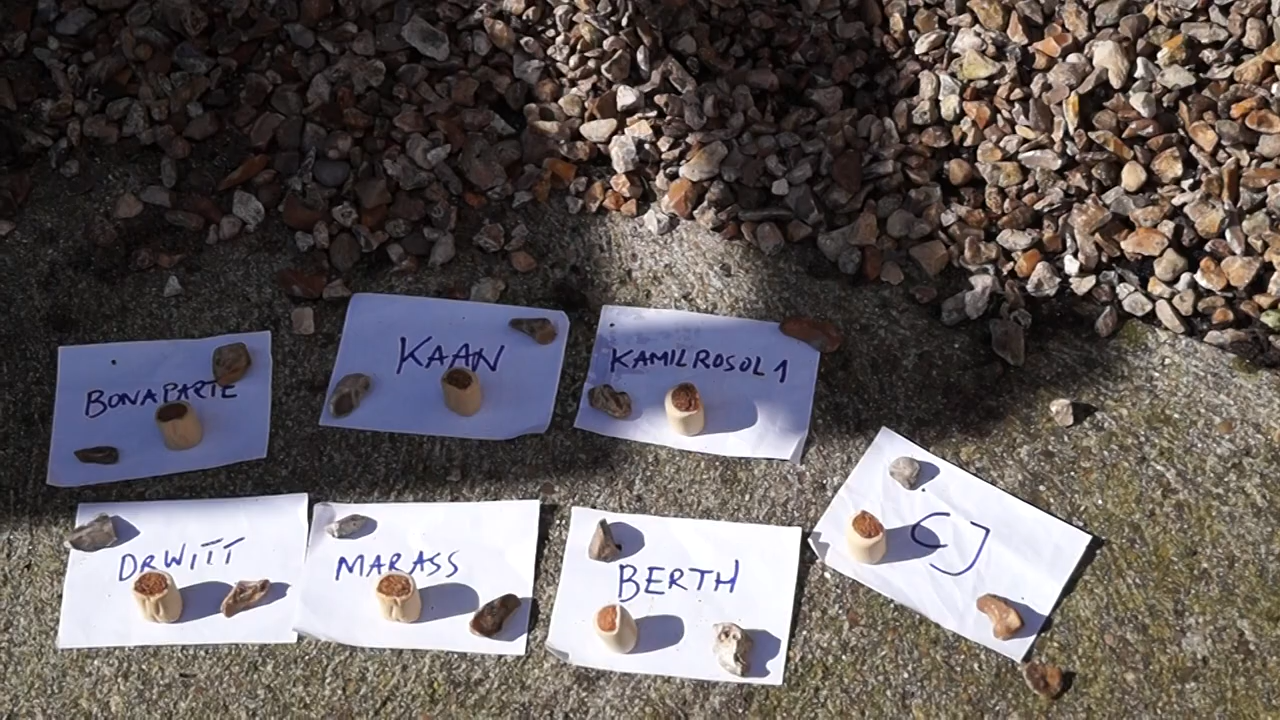 BONAPARTE
KAAN
KAMILROSOL1
DRWITT
MARASS
BERTH
CJ